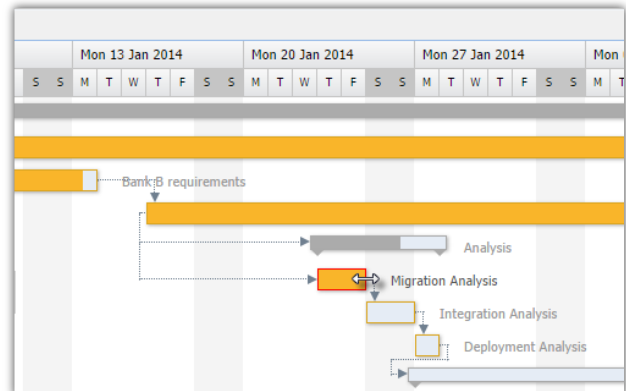 Mon 13 Jan 2014 Mon 20 Jan 2014 Mon 27 Jan 2014 Mon
S S M T W T F S S M T W T F S S M T W T F S S M T
Bank B requirements
Analysis
Migration Analysis
Integration Analysis
Deployment Analysis